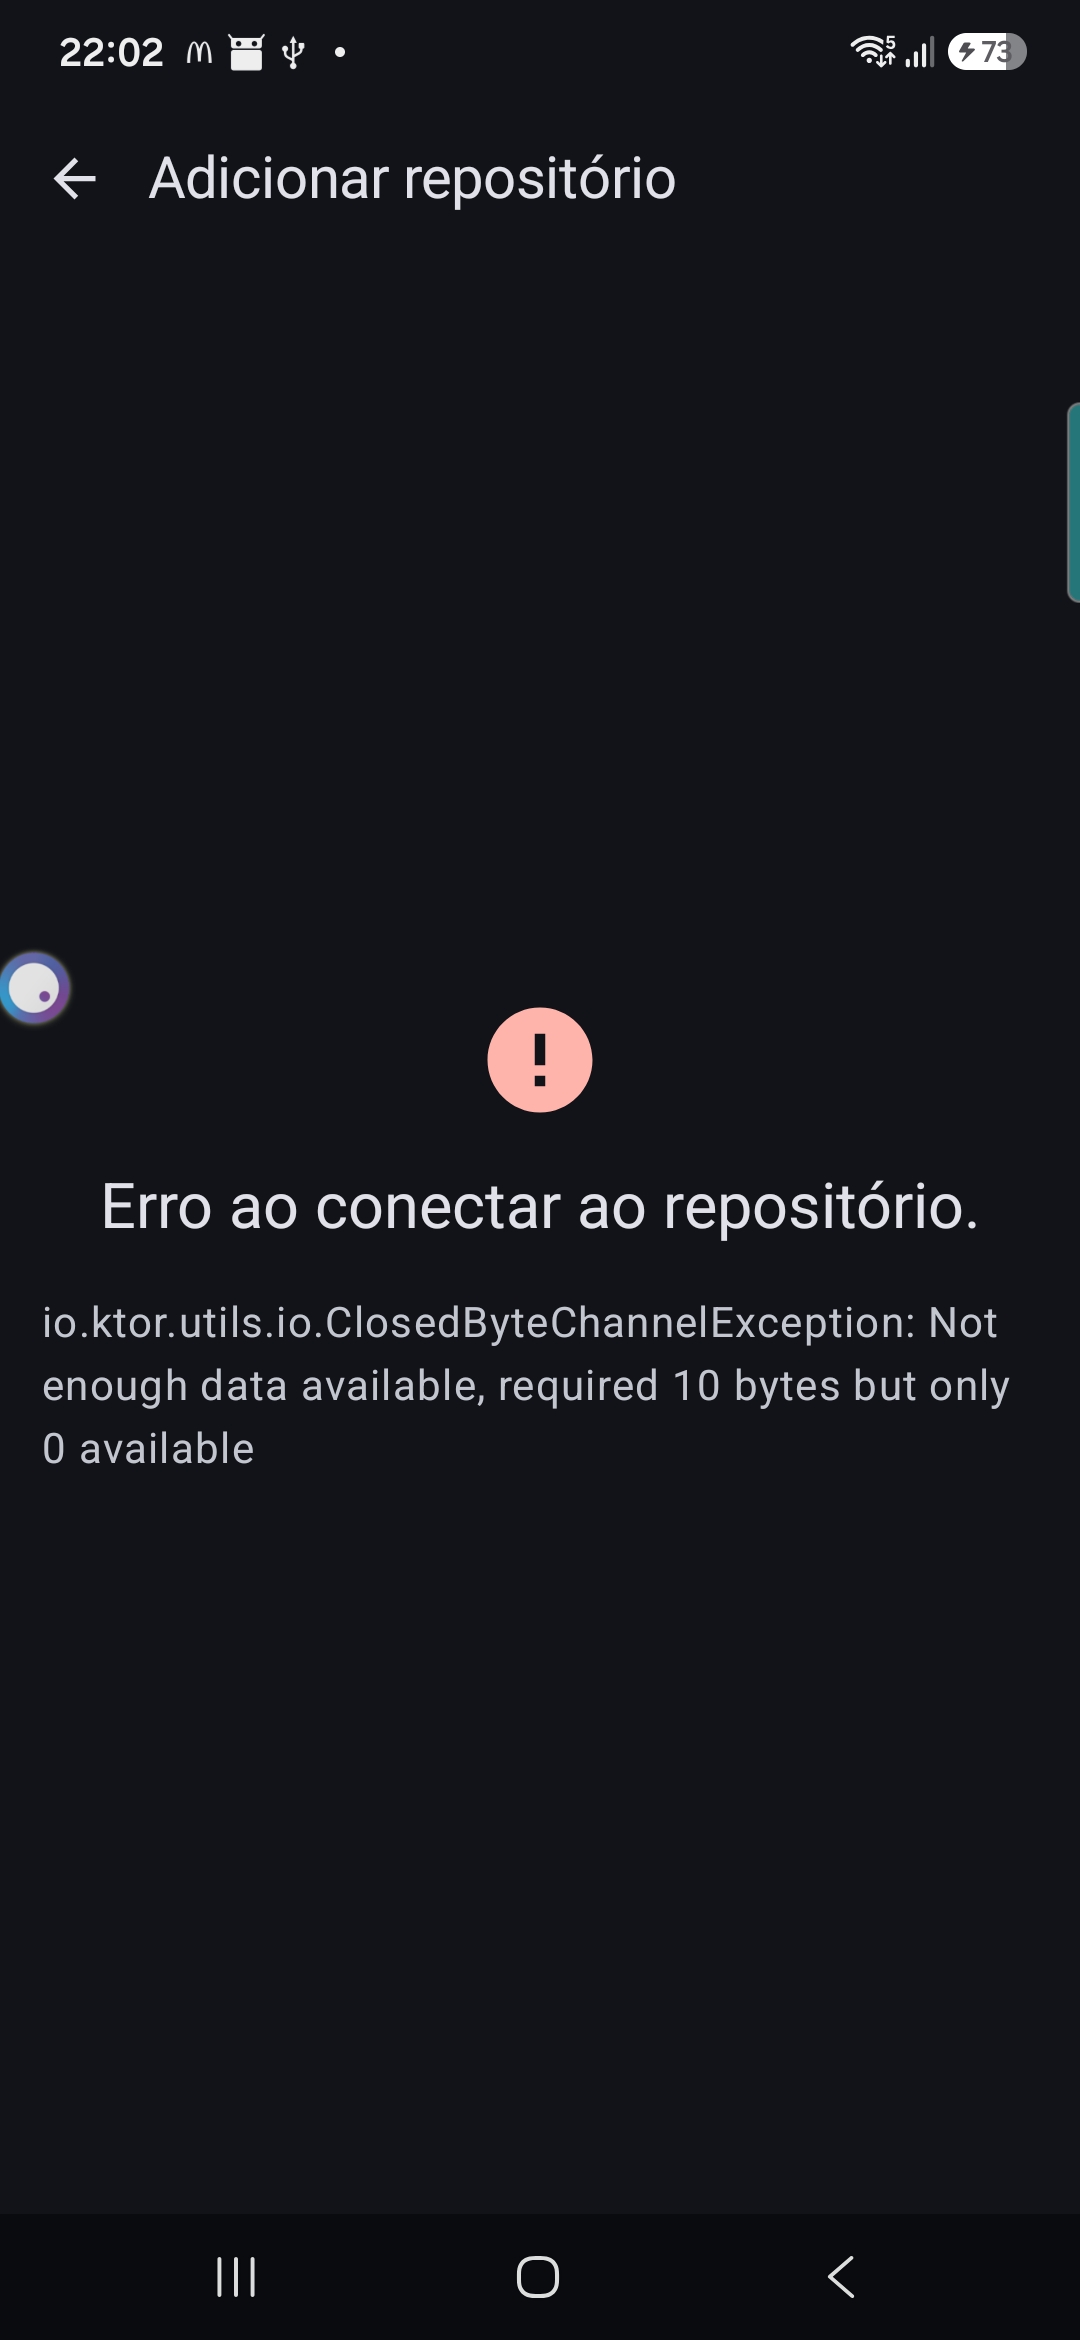 22:02
5
73
Adicionar repositório
Erro ao conectar ao repositório.
io.ktor.utils.io.ClosedByteChannelException: Not
enough data available, required 10 bytes but only
0 available